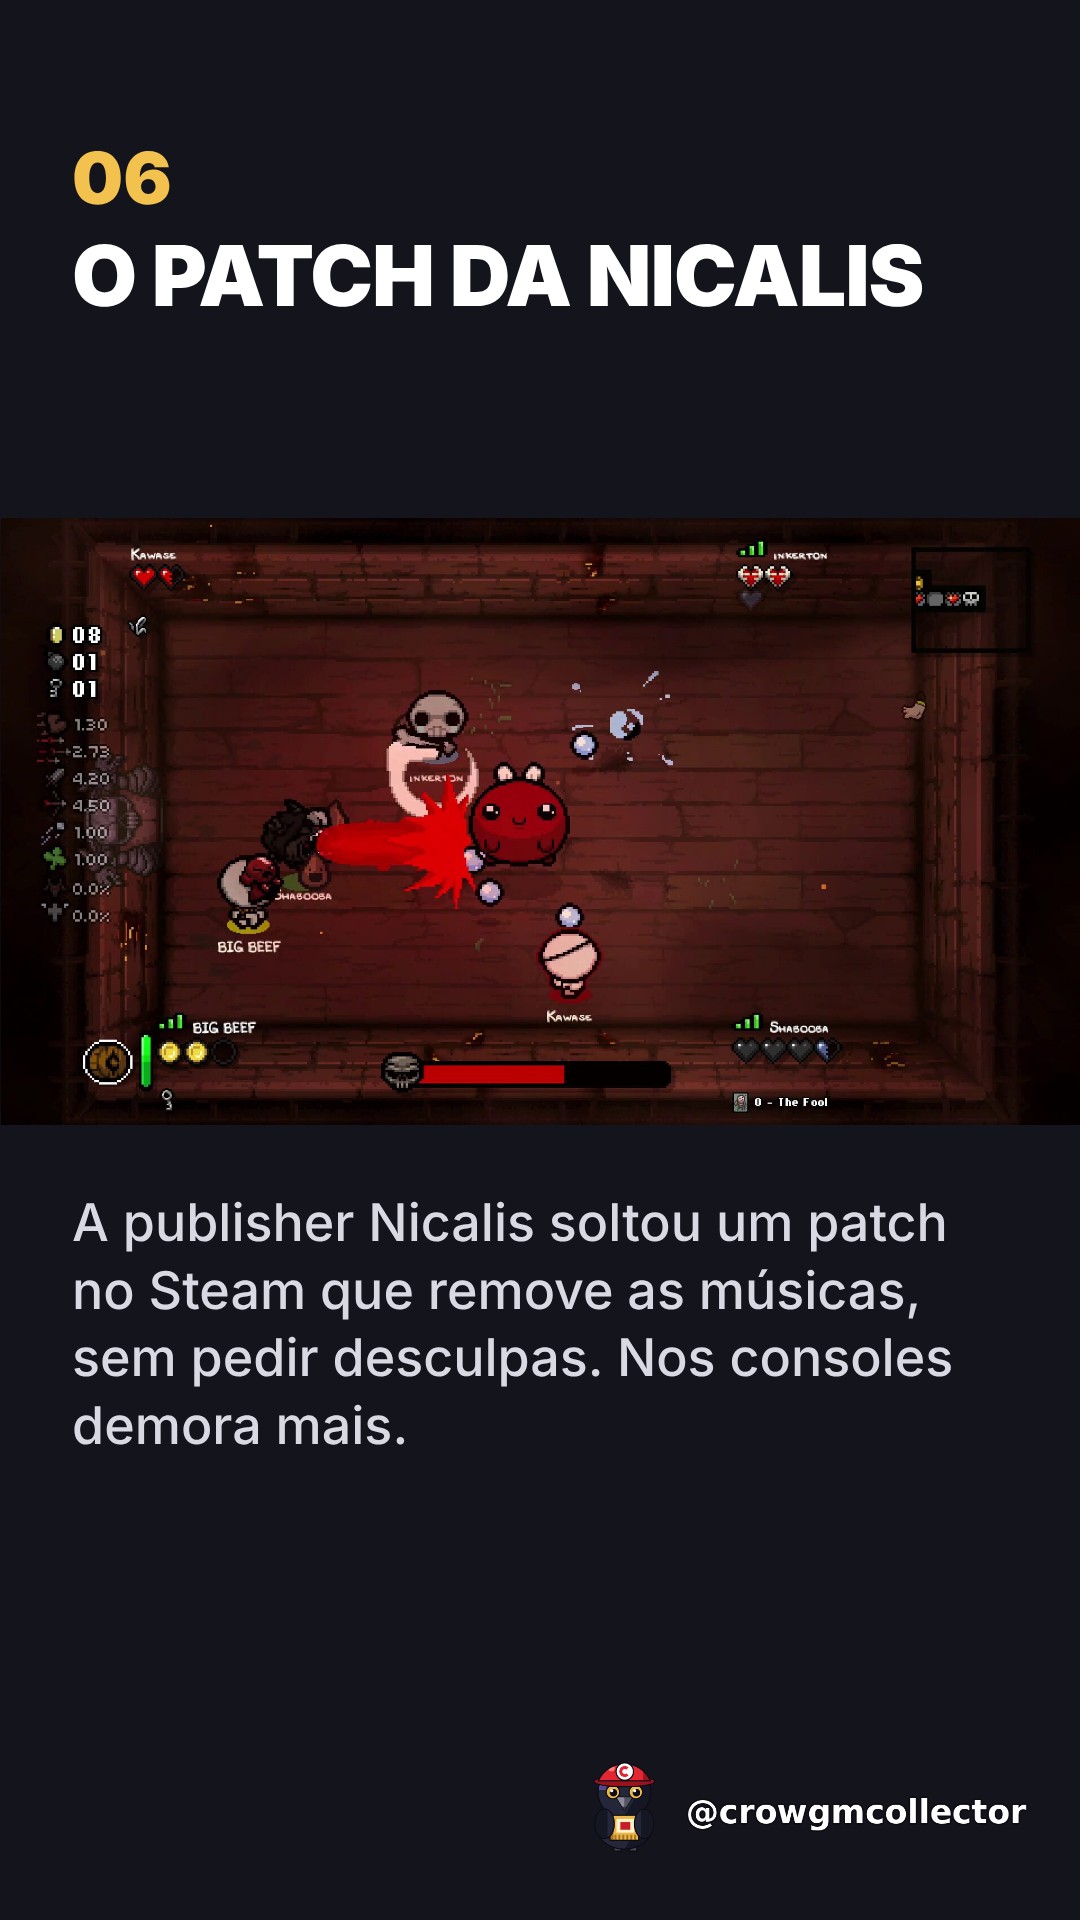 06
O PATCH DA NICALIS
KAWASE
INKERTON
08
01
01
1.30
2.73
4.20
4.50
1.00
1.00
0.0%
0.0%
INKERTON
SHABOOBA
BIG BEEF
KAWASE
BIG BEEF
SHABOOBA
0 - The Fool
A publisher Nicalis soltou um patch
no Steam que remove as músicas,
sem pedir desculpas. Nos consoles
demora mais.
C
@crowgmcollector